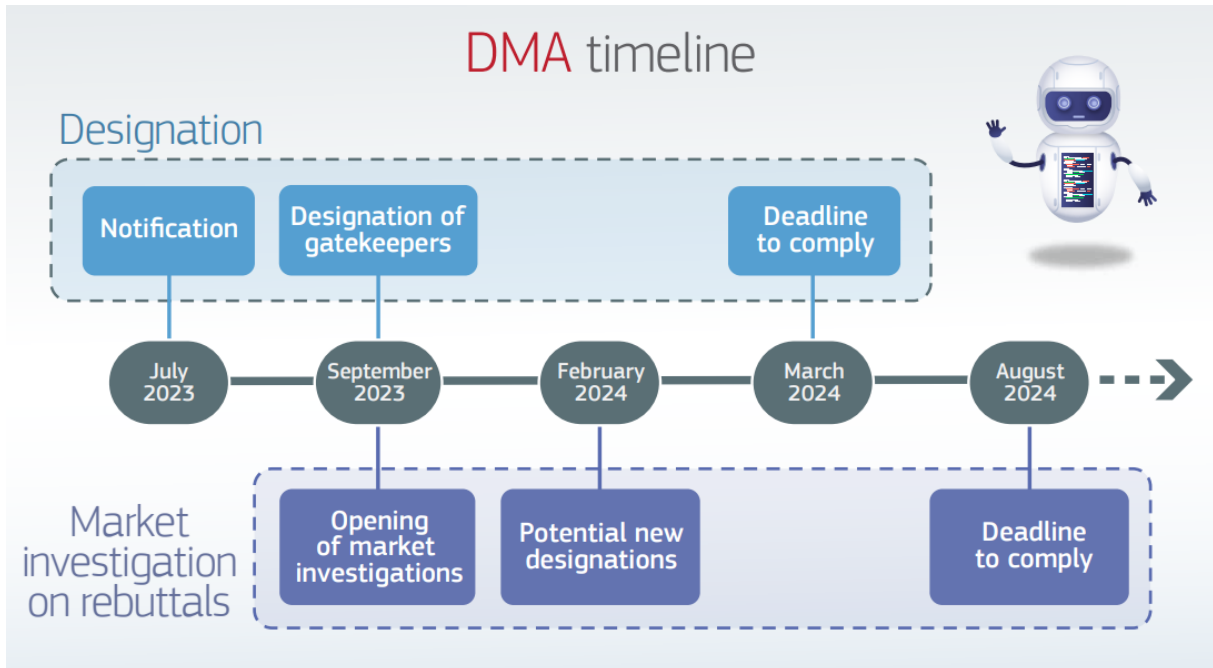 DMA timeline
Designation
Notification
Designation of
gatekeepers
Deadline
to comply
July
2023
September
2023
February
2024
March
2024
August
2024
Market
investigation
on rebuttals
Opening
of market
investigations
Potential new
designations
Deadline
to comply